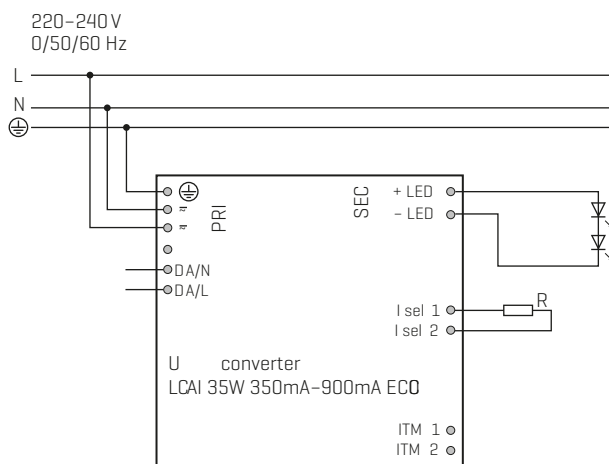 220–240 V
0/50/60 Hz
L
N
PRI
SEC
+ LED
– LED
DA/N
DA/L
I sel 1
I sel 2
R
U converter
LCAI 35W 350mA–900mA ECO
ITM 1
ITM 2